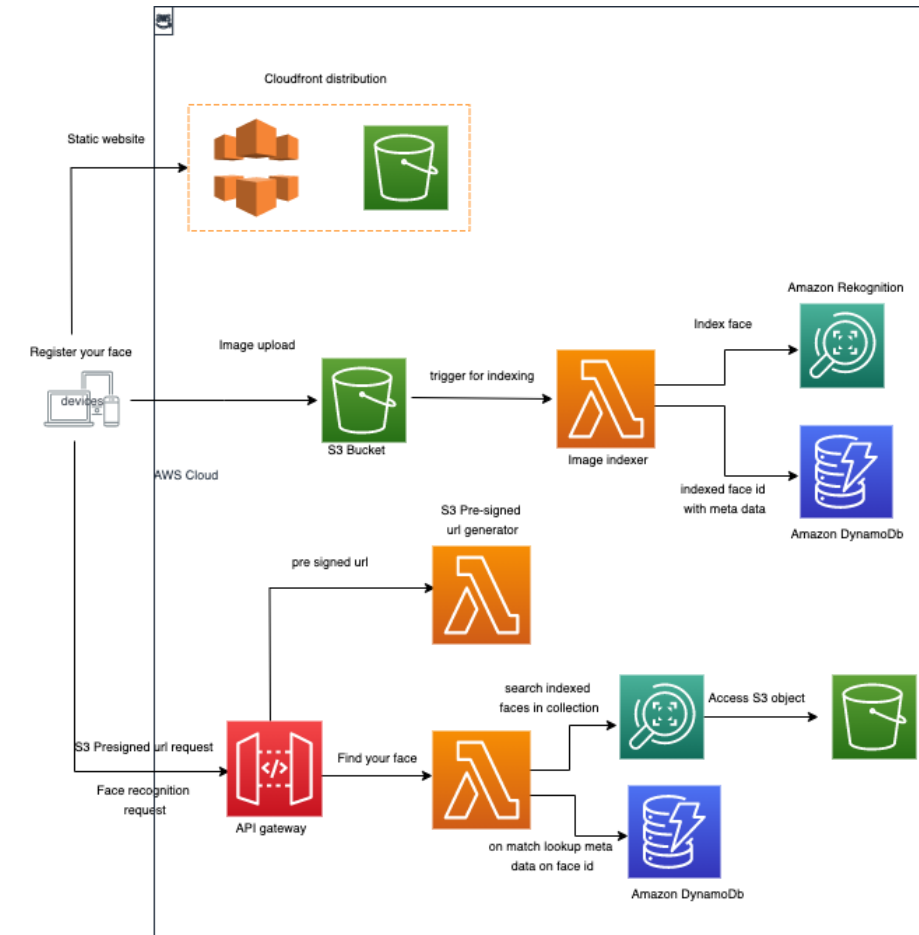 Cloudfront distribution
Static website
Amazon Rekognition
Index face
Register your face
Image upload
trigger for indexing
devices
S3 Bucket
Image indexer
AWS Cloud
indexed face id
with meta data
Amazon DynamoDb
S3 Pre-signed
url generator
pre signed url
search indexed
faces in collection
Access S3 object
S3 Presigned url request
Find your face
</>
Face recognition
request
API gateway
on match lookup meta
data on face id
Amazon DynamoDb